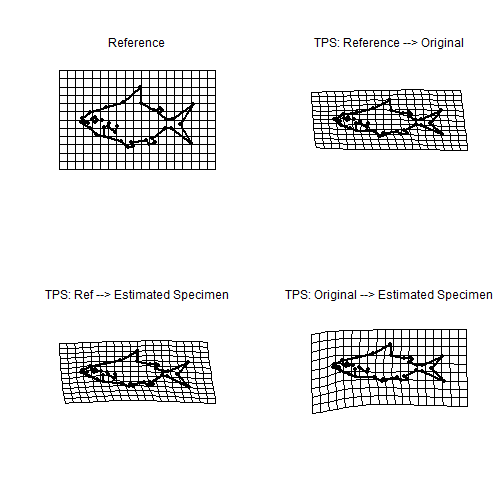 Reference
TPS: Reference --> Original
TPS: Ref --> Estimated Specimen
TPS: Original --> Estimated Specimen